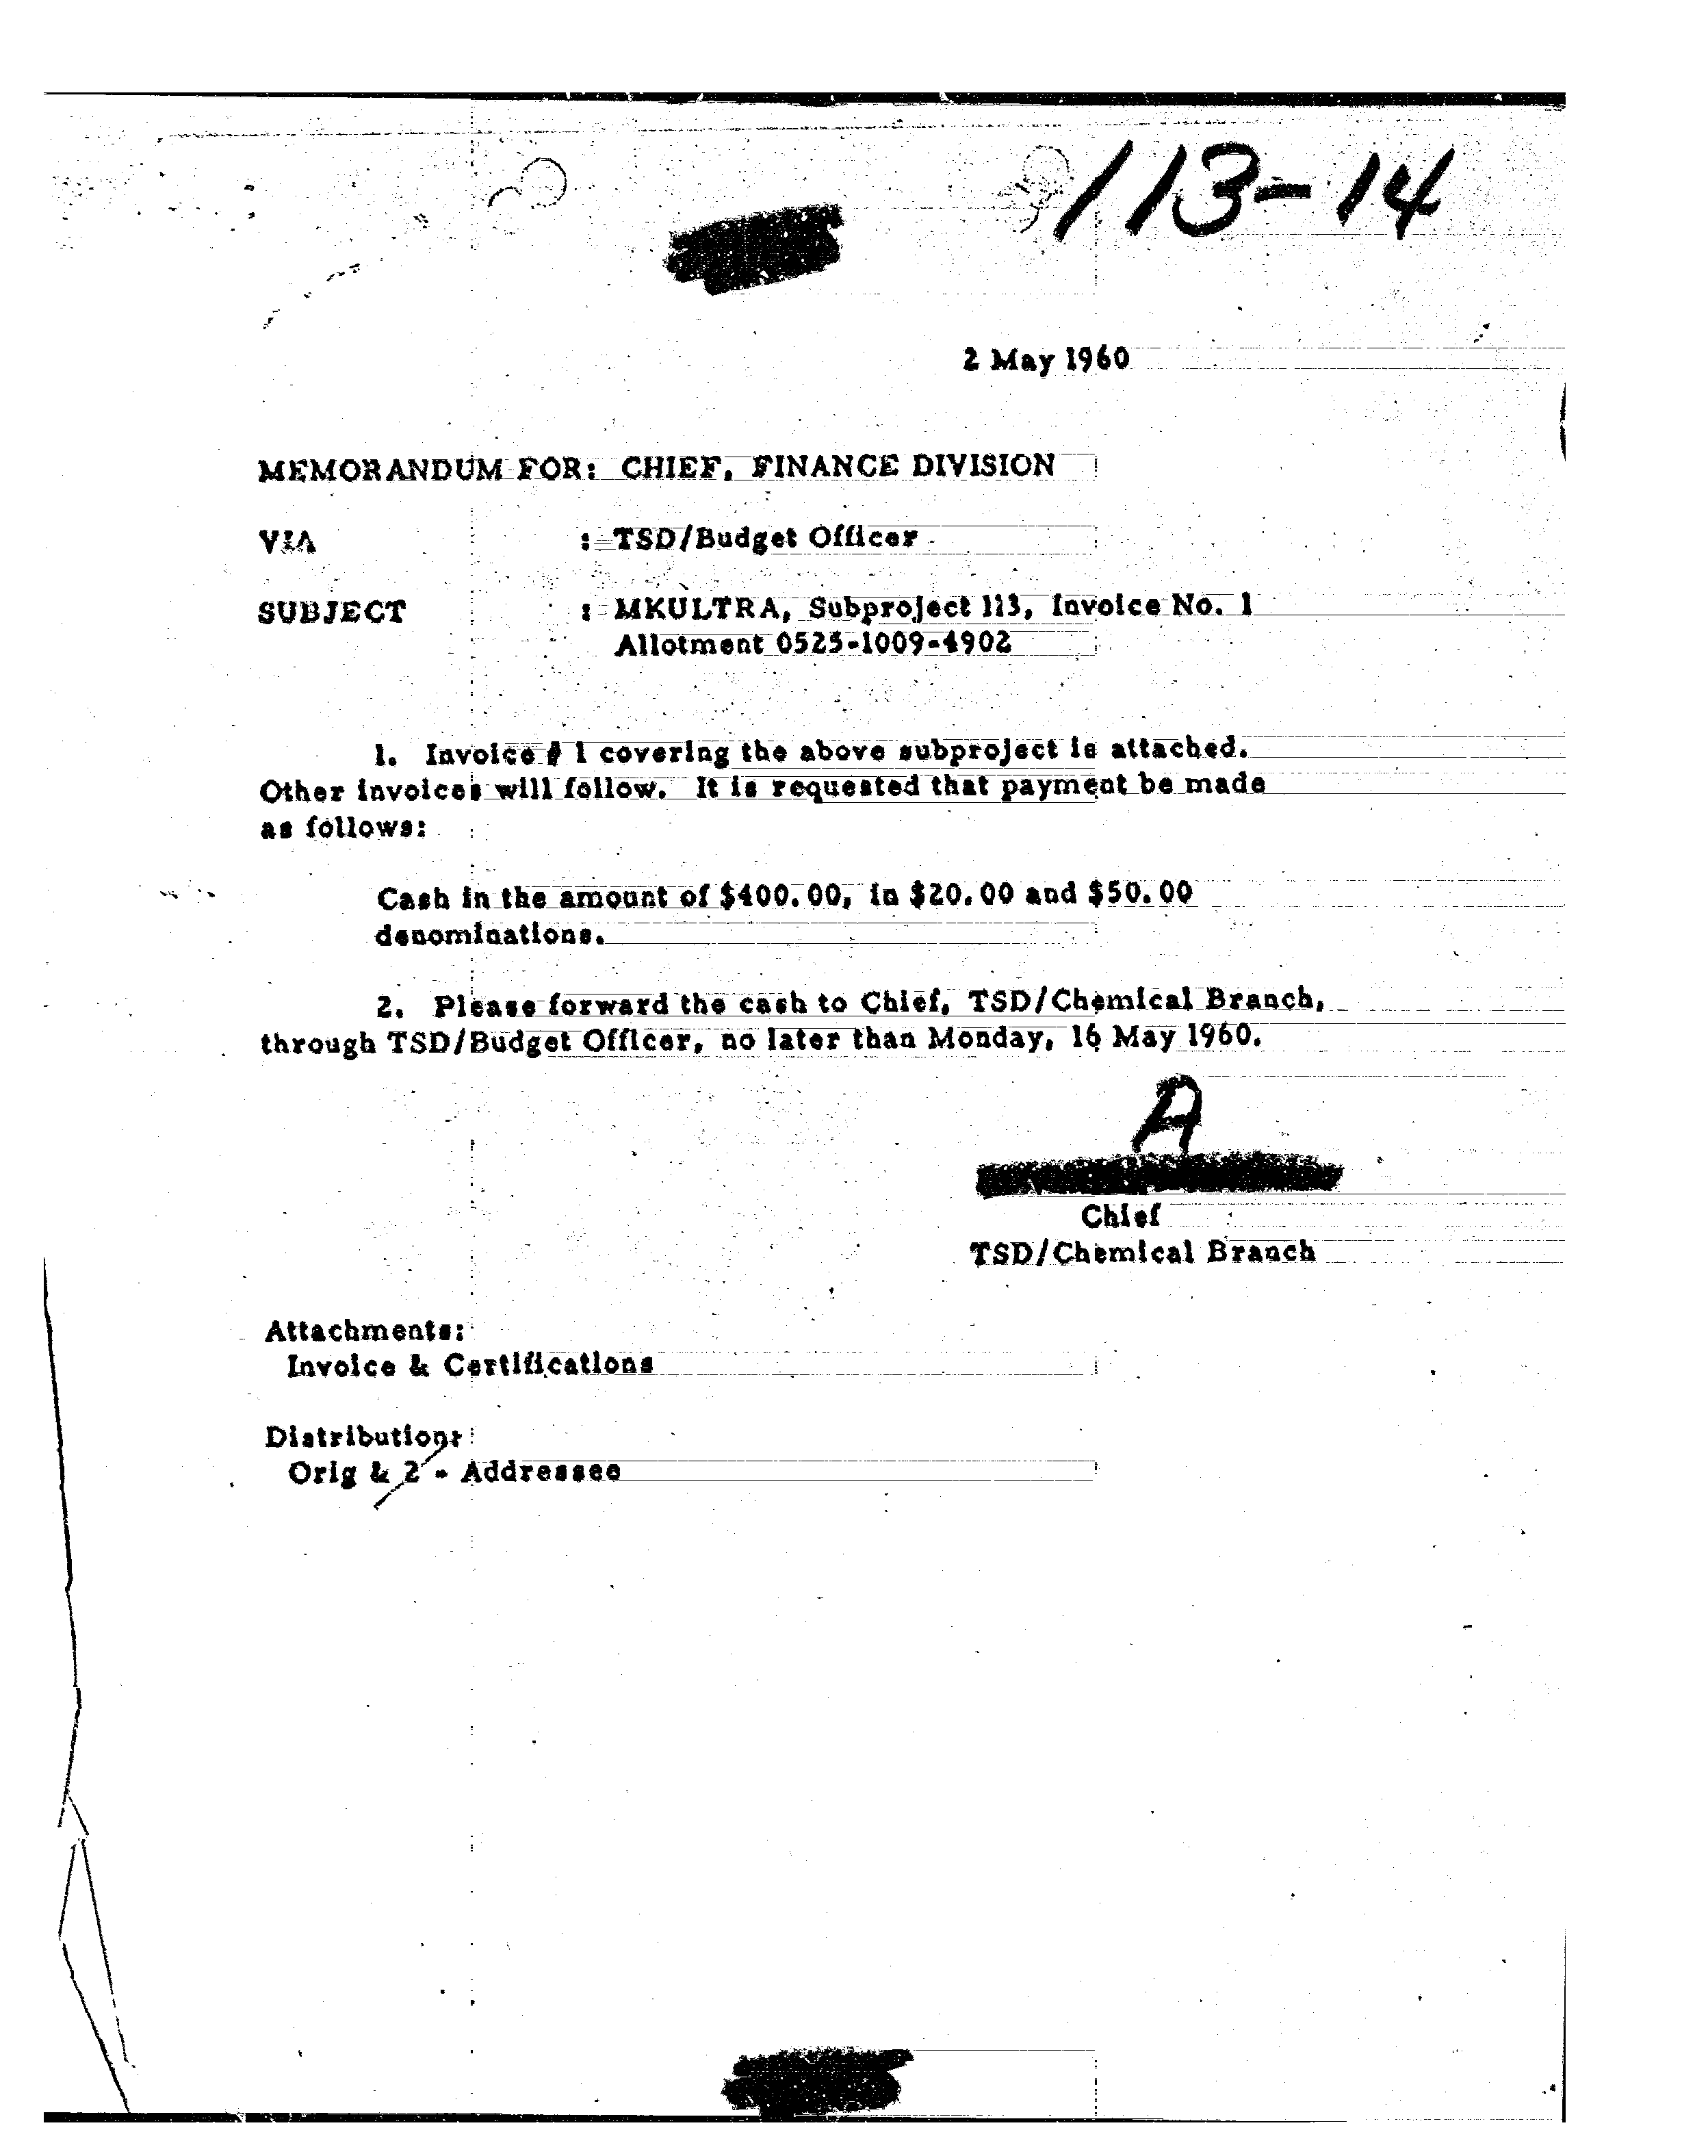 113-14
2 May 1960
MEMORANDUM FOR: CHIEF, FINANCE DIVISION
VIA : TSD/Budget Officer
SUBJECT : MKULTRA, Subproject 113, Invoice No. 1
Allotment 0525-1009-4902
1. Invoice # 1 covering the above subproject is attached.
Other invoices will follow. It is requested that payment be made
as follows:
Cash in the amount of $400.00, in $20.00 and $50.00
denominations.
2. Please forward the cash to Chief, TSD/Chemical Branch,
through TSD/Budget Officer, no later than Monday, 16 May 1960.
A
Chief
TSD/Chemical Branch
Attachments:
Invoice & Certifications
Distribution:
Orig & 2 - Addressee